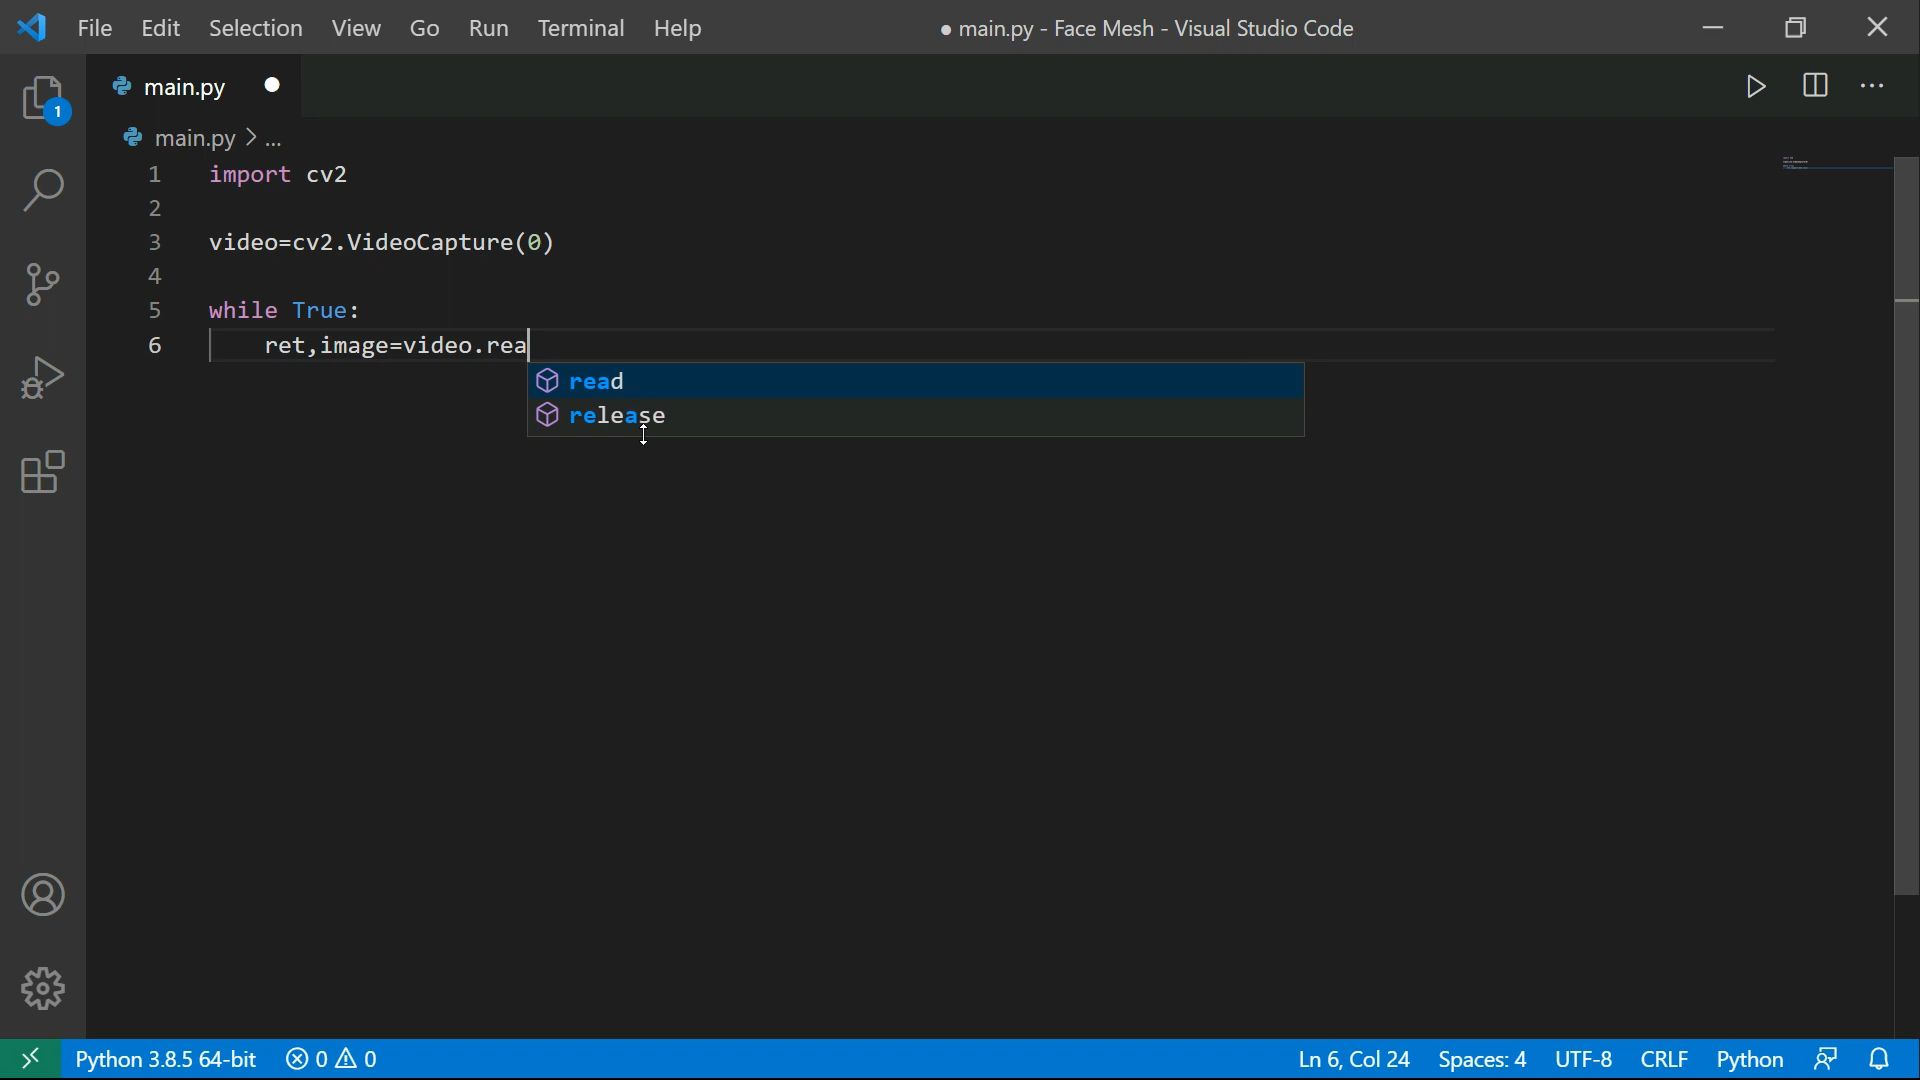 File Edit Selection View Go Run Terminal Help ● main.py - Face Mesh - Visual Studio Code
main.py
1
main.py > ...
1 import cv2
2
3 video=cv2.VideoCapture(0)
4
5 while True:
6 ret,image=video.rea
read
release
Python 3.8.5 64-bit 0 0 Ln 6, Col 24 Spaces: 4 UTF-8 CRLF Python